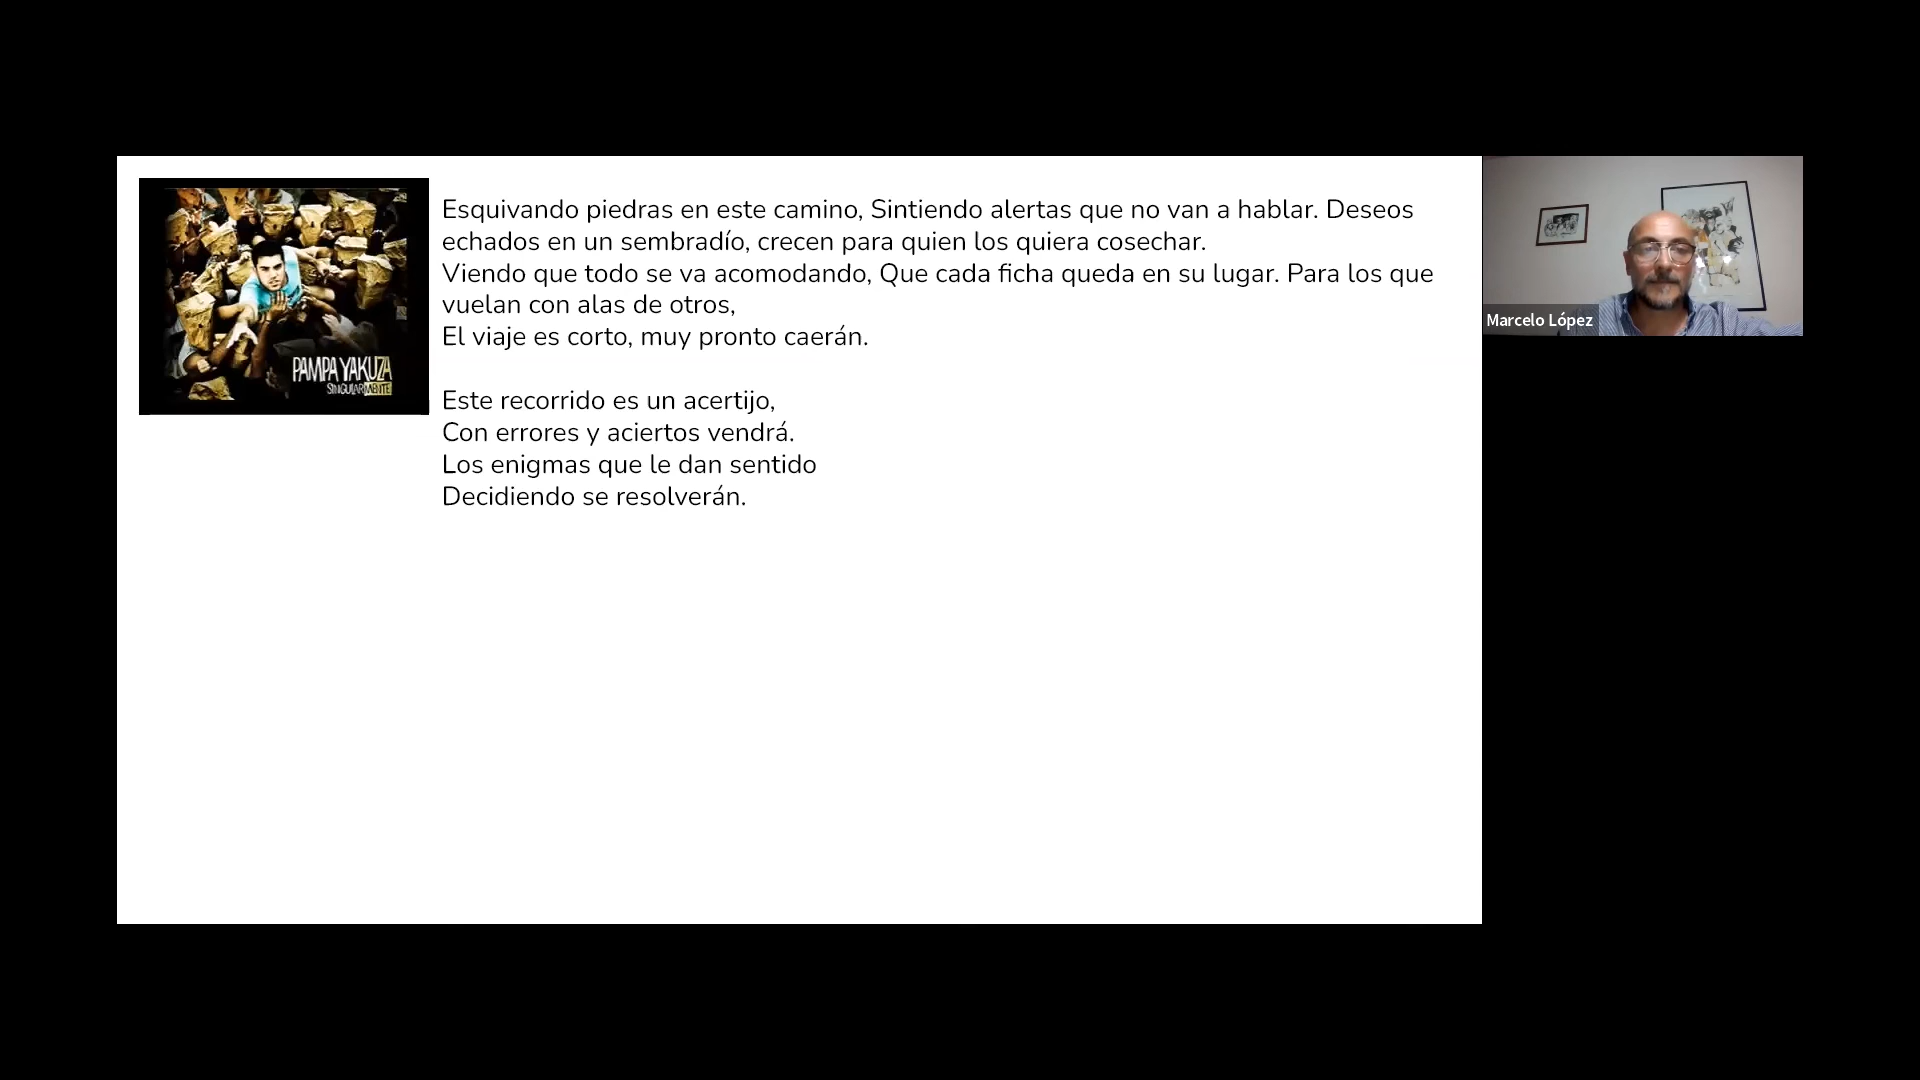 PAMPA YAKUZA
SINGULARMENTE
Esquivando piedras en este camino, Sintiendo alertas que no van a hablar. Deseos
echados en un sembradío, crecen para quien los quiera cosechar.
Viendo que todo se va acomodando, Que cada ficha queda en su lugar. Para los que
vuelan con alas de otros,
El viaje es corto, muy pronto caerán.
Este recorrido es un acertijo,
Con errores y aciertos vendrá.
Los enigmas que le dan sentido
Decidiendo se resolverán.
Marcelo López